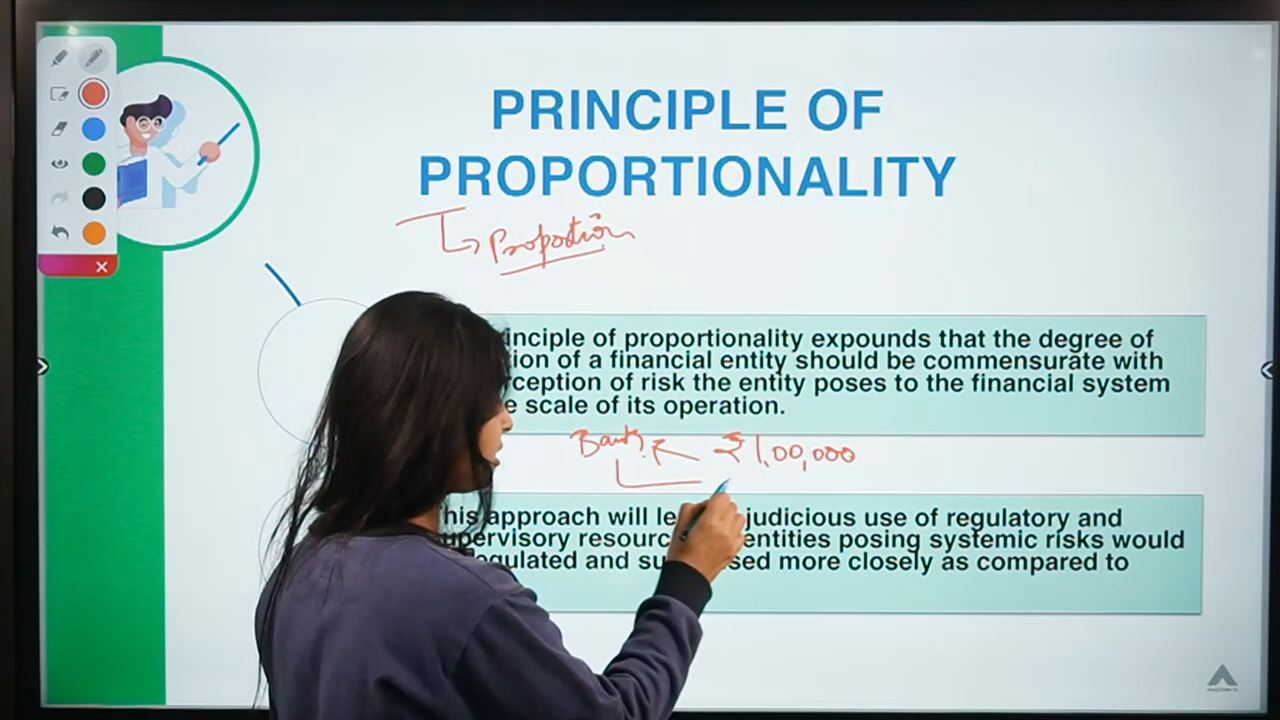 PRINCIPLE OF
PROPORTIONALITY
Proportion
inciple of proportionality expounds that the degree of
tion of a financial entity should be commensurate with
rception of risk the entity poses to the financial system
e scale of its operation.
Bank ₹1,00,000
his approach will le judicious use of regulatory and
upervisory resourc entities posing systemic risks would
gulated and su sed more closely as compared to